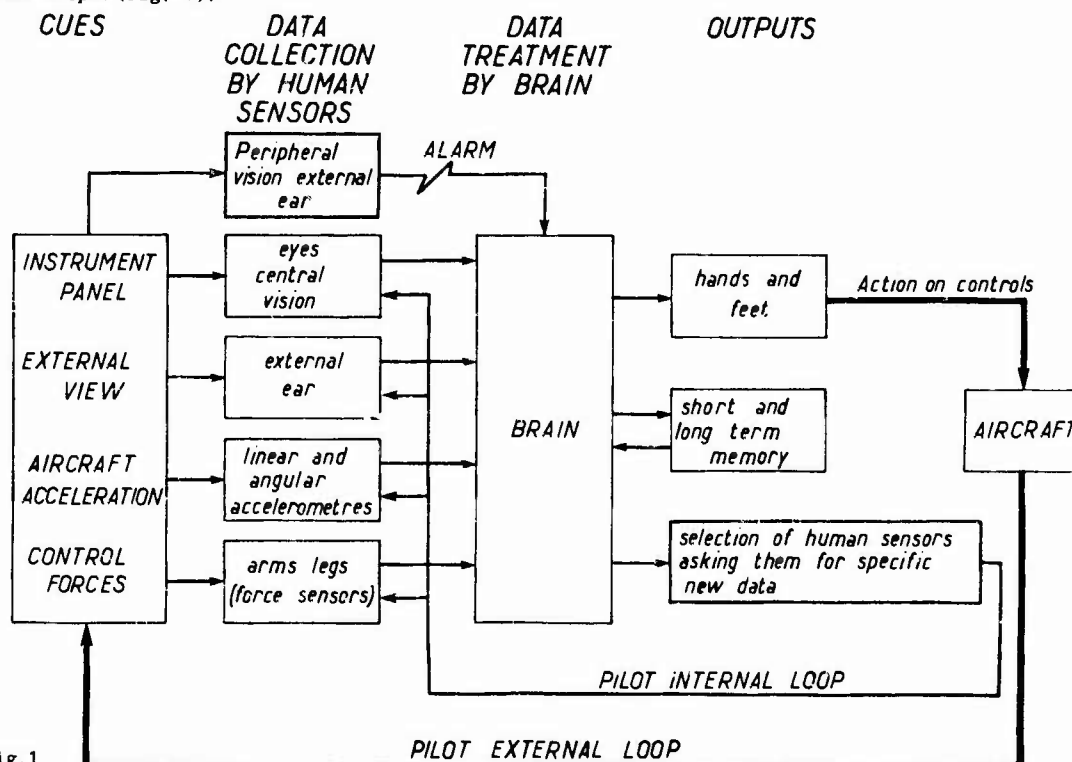 CUES
DATA
COLLECTION
BY HUMAN
SENSORS
DATA
TREATMENT
BY BRAIN
OUTPUTS
Peripheral
vision external
ear
ALARM
INSTRUMENT
PANEL
EXTERNAL
VIEW
AIRCRAFT
ACCELERATION
CONTROL
FORCES
eyes
central
vision
external
ear
linear and
angular
accelerometres
arms legs
(force sensors)
BRAIN
hands and
feet
Action on controls
short and
long term
memory
AIRCRAFT
selection of human sensors
asking them for specific
new data
PILOT INTERNAL LOOP
PILOT EXTERNAL LOOP